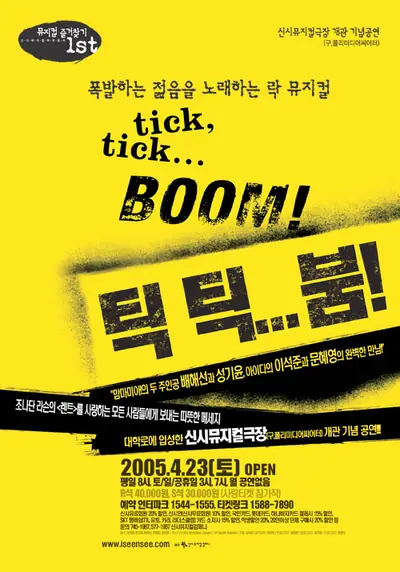 뮤지컬 즐겨찾기
1st
신시뮤지컬극장 개관 기념공연
(구,폴리미디어씨어터)
폭발하는 젊음을 노래하는 락 뮤지컬
tick,
tick...
BOOM!
틱 틱...붐!
"맘마미아의 두 주인공 배해선과 성기윤, 아이다의 이석준과 문혜영의 완벽한 만남!"
조나단 라슨의 <렌트>를 사랑하는 모든 사람들에게 보내는 따뜻한 메세지
대학로에 입성한 신시뮤지컬극장(구,폴리미디어씨어터) 개관 기념 공연!!
2005.4.23(토) OPEN
평일 8시, 토/일/공휴일 3시, 7시, 월 공연없음
R석 40,000원, S석 30,000원 (사랑티켓 참가작)
예약 인터파크 1544-1555, 티켓링크 1588-7890
www.iseensee.com